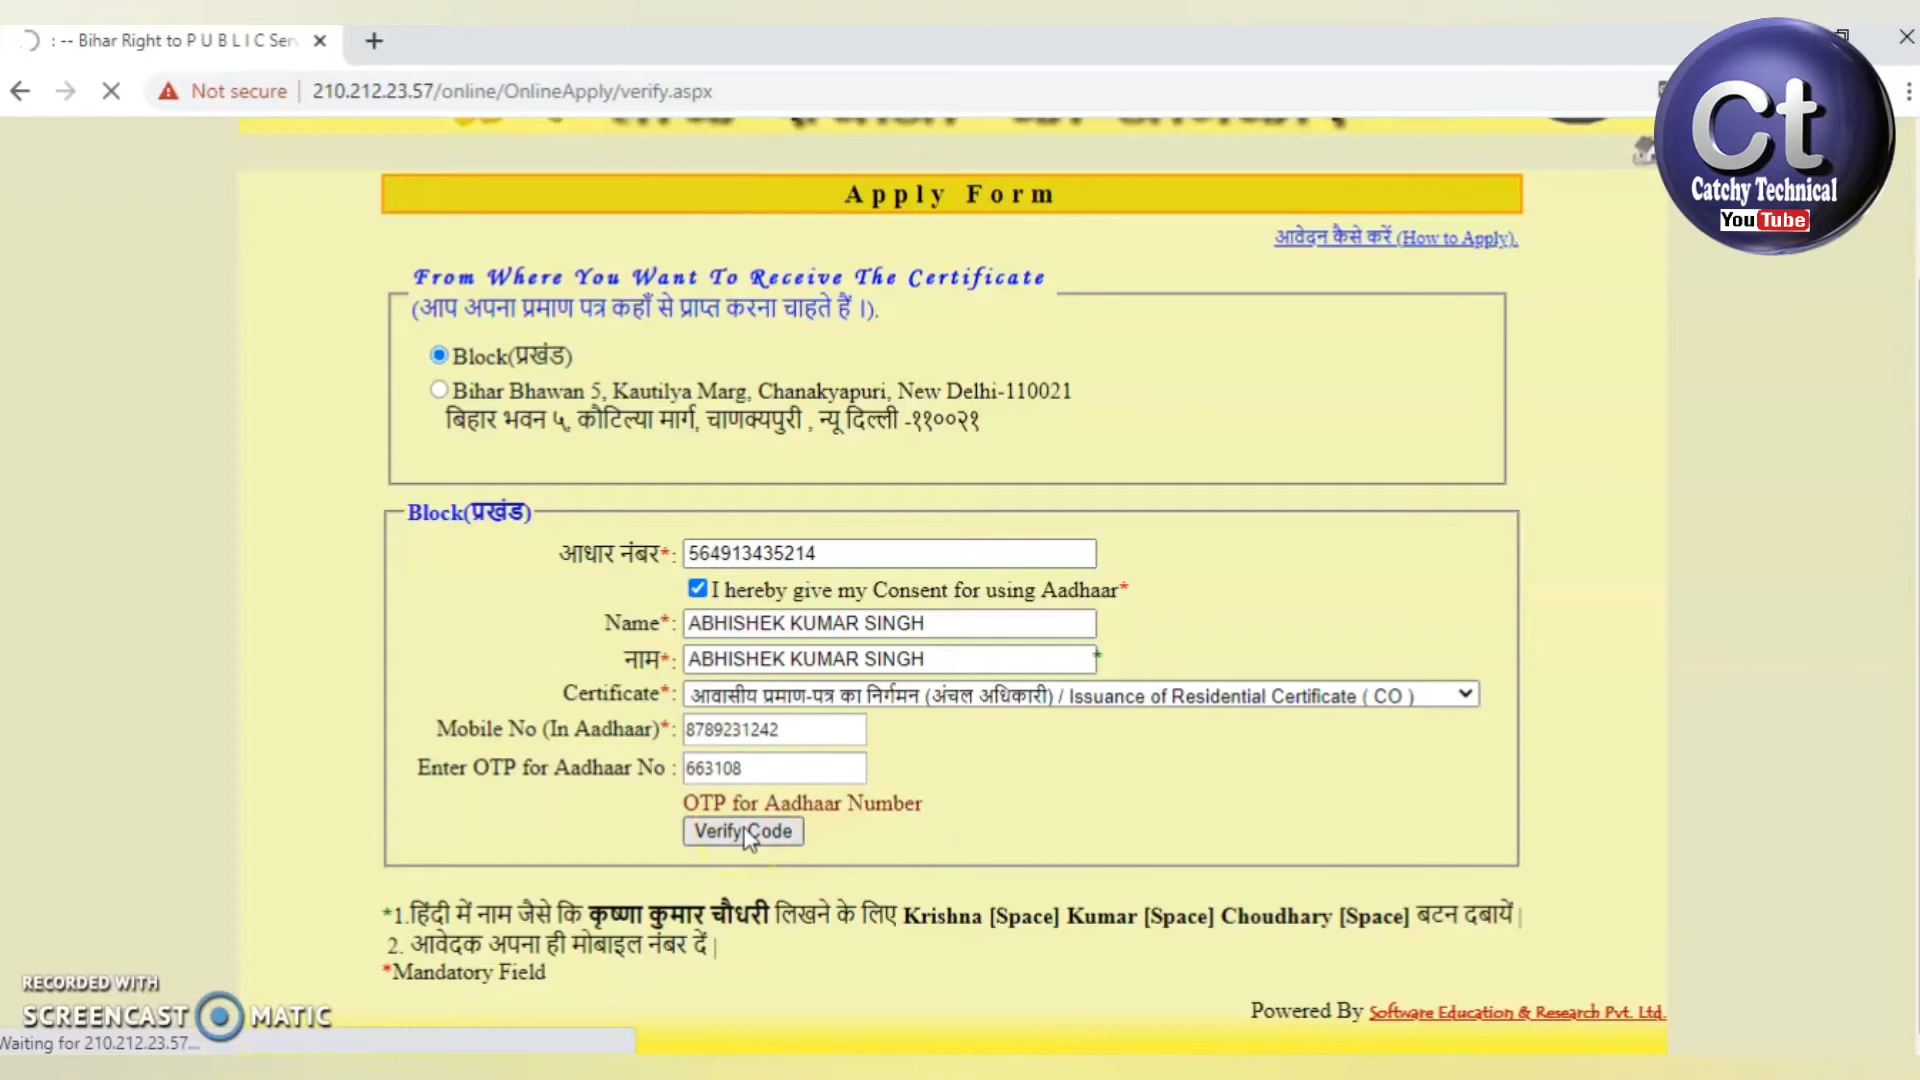 : -- Bihar Right to P U B L I C Ser
Not secure
210.212.23.57/online/OnlineApply/verify.aspx
Ct
Catchy Technical
YouTube
Apply Form
आवेदन कैसे करें (How to Apply).
From Where You Want To Receive The Certificate
(आप अपना प्रमाण पत्र कहाँ से प्राप्त करना चाहते हैं ।).
Block(प्रखंड)
Bihar Bhawan 5, Kautilya Marg, Chanakyapuri, New Delhi-110021
बिहार भवन ५, कौटिल्या मार्ग, चाणक्यपुरी , न्यू दिल्ली -११००२१
Block(प्रखंड)
आधार नंबर*: 564913435214
I hereby give my Consent for using Aadhaar*
Name*: ABHISHEK KUMAR SINGH
नाम*: ABHISHEK KUMAR SINGH *
Certificate*: आवासीय प्रमाण-पत्र का निर्गमन (अंचल अधिकारी) / Issuance of Residential Certificate ( CO )
Mobile No (In Aadhaar)*: 8789231242
Enter OTP for Aadhaar No : 663108
OTP for Aadhaar Number
Verify Code
*1.हिंदी में नाम जैसे कि कृष्णा कुमार चौधरी लिखने के लिए Krishna [Space] Kumar [Space] Choudhary [Space] बटन दबायें |
2. आवेदक अपना ही मोबाइल नंबर दें |
*Mandatory Field
Powered By Software Education & Research Pvt. Ltd.
RECORDED WITH
SCREENCAST MATIC
Waiting for 210.212.23.57...